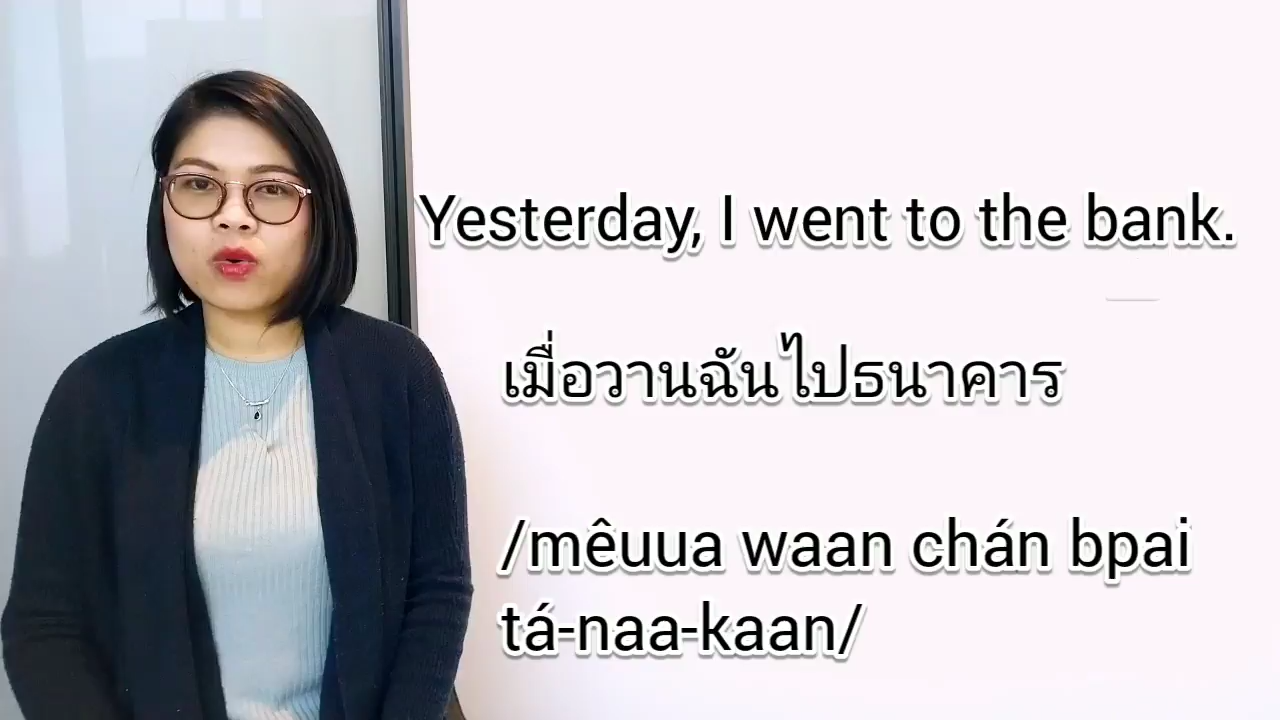 Yesterday, I went to the bank.
เมื่อวานฉันไปธนาคาร
/mêuua waan chán bpai
tá-naa-kaan/